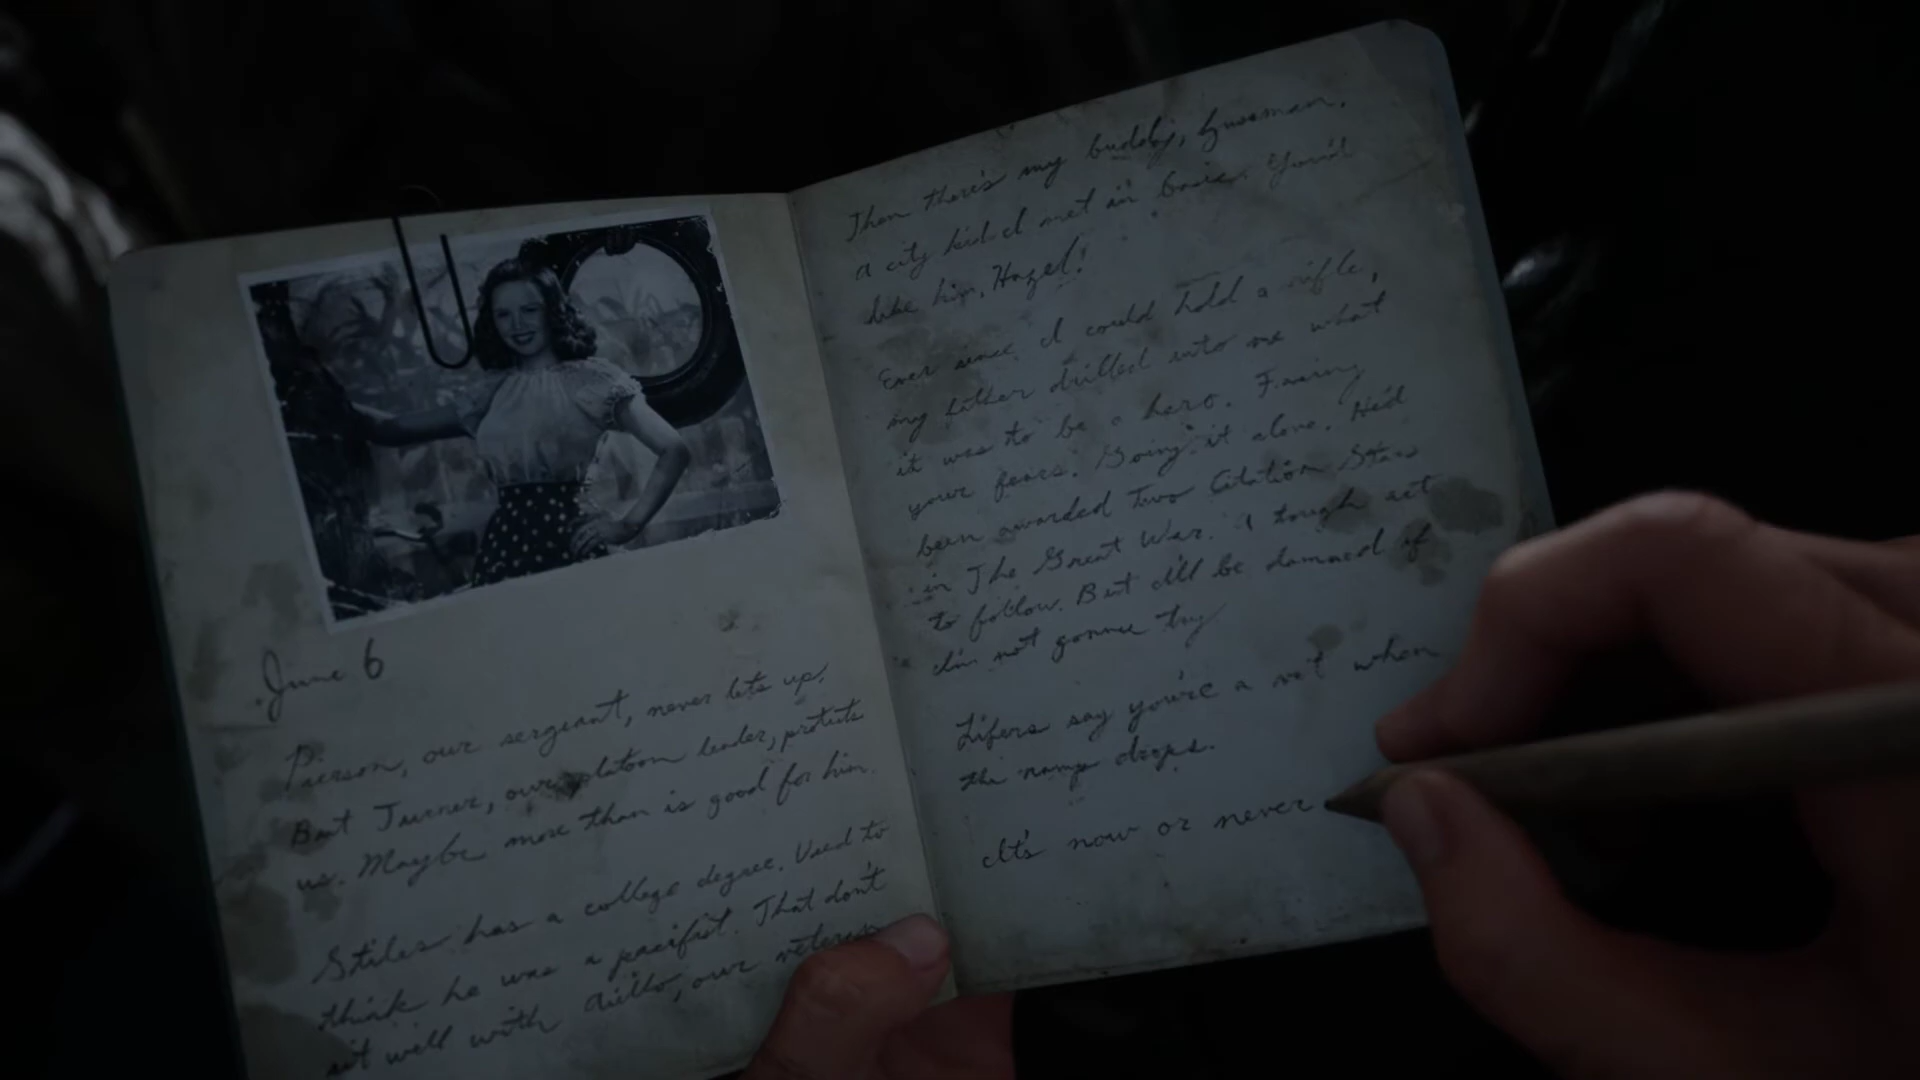 June 6
Pierson, our sergeant, never lets up.
But Turner, our platoon leader, protects
us. Maybe more than is good for him.
Stiles has a college degree. Used to
think he was a pacifist. That don't
sit well with Aiello, our veteran
Then there's my buddy, Zussman,
a city kid I met in basic. You'd
like him, Hazel!
Ever since I could hold a rifle,
my father drilled into me what
it was to be a hero. Facing
your fears. Going it alone. He'd
been awarded two Citation Stars
in The Great War. A tough act
to follow. But I'll be damned if
I'm not gonna try
Lifers say you're a vet when
the ramp drops.
It's now or never